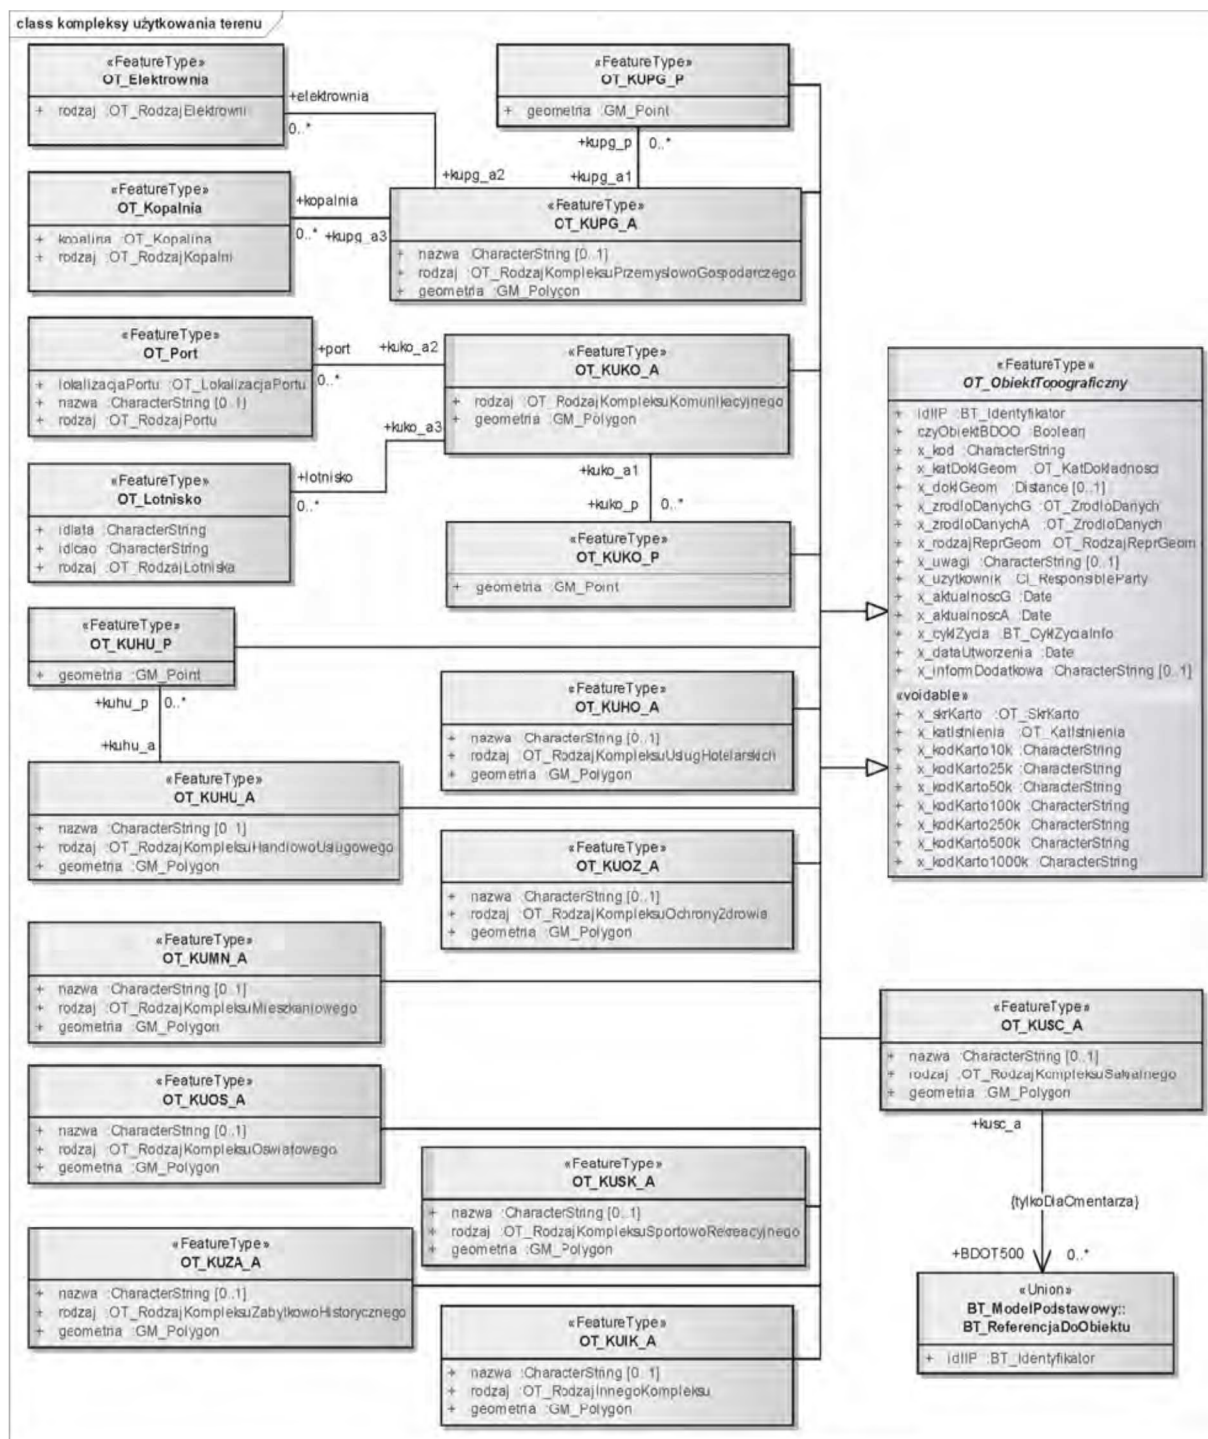 class kompleksy użytkowania terenu
«FeatureType»
OT_Elektrownia
+ rodzaj :OT_RodzajElektrowni
+elektrownia
0..*
«FeatureType»
OT_KUPG_P
+ geometria :GM_Point
+kupg_p 0..*
+kupg_a1
+kupg_a2
«FeatureType»
OT_Kopalnia
+ kopalina :OT_Kopalina
+ rodzaj :OT_RodzajKopalni
+kopalnia
0..* +kupg_a3
«FeatureType»
OT_KUPG_A
+ nazwa :CharacterString [0..1]
+ rodzaj :OT_RodzajKompleksuPrzemyslowoGospodarczego
+ geometria :GM_Polygon
«FeatureType»
OT_Port
+ lokalizacjaPortu :OT_LokalizacjaPortu
+ nazwa :CharacterString [0..1]
+ rodzaj :OT_RodzajPortu
+port
0..*
+kuko_a2
«FeatureType»
OT_KUKO_A
+ rodzaj :OT_RodzajKompleksuKomunikacyjnego
+ geometria :GM_Polygon
+kuko_a3
«FeatureType»
OT_Lotnisko
+ idIata :CharacterString
+ idIcao :CharacterString
+ rodzaj :OT_RodzajLotniska
+lotnisko
0..*
+kuko_a1
+kuko_p 0..*
«FeatureType»
OT_KUKO_P
+ geometria :GM_Point
«FeatureType»
OT_ObiektTopograficzny
+ idIIP :BT_Identyfikator
+ czyObiektBDOO :Boolean
+ x_kod :CharacterString
+ x_katDoklGeom :OT_KatDokladnosci
+ x_doklGeom :Distance [0..1]
+ x_zrodloDanychG :OT_ZrodloDanych
+ x_zrodloDanychA :OT_ZrodloDanych
+ x_rodzajReprGeom :OT_RodzajReprGeom
+ x_uwagi :CharacterString [0..1]
+ x_uzytkownik :CI_ResponsibleParty
+ x_aktualnoscG :Date
+ x_aktualnoscA :Date
+ x_cyklZycia :BT_CyklZyciaInfo
+ x_dataUtworzenia :Date
+ x_informDodatkowa :CharacterString [0..1]
«voidable»
+ x_skrKarto :OT_SkrKarto
+ x_katIstnienia :OT_KatIstnienia
+ x_kodKarto10k :CharacterString
+ x_kodKarto25k :CharacterString
+ x_kodKarto50k :CharacterString
+ x_kodKarto100k :CharacterString
+ x_kodKarto250k :CharacterString
+ x_kodKarto500k :CharacterString
+ x_kodKarto1000k :CharacterString
«FeatureType»
OT_KUHU_P
+ geometria :GM_Point
+kuhu_p 0..*
+kuhu_a
«FeatureType»
OT_KUHU_A
+ nazwa :CharacterString [0..1]
+ rodzaj :OT_RodzajKompleksuHandlowoUslugowego
+ geometria :GM_Polygon
«FeatureType»
OT_KUHO_A
+ nazwa :CharacterString [0..1]
+ rodzaj :OT_RodzajKompleksuUslugHotelarskich
+ geometria :GM_Polygon
«FeatureType»
OT_KUOZ_A
+ nazwa :CharacterString [0..1]
+ rodzaj :OT_RodzajKompleksuOchronyZdrowia
+ geometria :GM_Polygon
«FeatureType»
OT_KUMN_A
+ nazwa :CharacterString [0..1]
+ rodzaj :OT_RodzajKompleksuMieszkaniowego
+ geometria :GM_Polygon
«FeatureType»
OT_KUSC_A
+ nazwa :CharacterString [0..1]
+ rodzaj :OT_RodzajKompleksuSakralnego
+ geometria :GM_Polygon
+kusc_a
{tylkoDlaCmentarza}
+BDOT500 0..*
«FeatureType»
OT_KUOS_A
+ nazwa :CharacterString [0..1]
+ rodzaj :OT_RodzajKompleksuOswiatowego
+ geometria :GM_Polygon
«FeatureType»
OT_KUSK_A
+ nazwa :CharacterString [0..1]
+ rodzaj :OT_RodzajKompleksuSportowoRekreacyjnego
+ geometria :GM_Polygon
«FeatureType»
OT_KUZA_A
+ nazwa :CharacterString [0..1]
+ rodzaj :OT_RodzajKompleksuZabytkowoHistorycznego
+ geometria :GM_Polygon
«FeatureType»
OT_KUIK_A
+ nazwa :CharacterString [0..1]
+ rodzaj :OT_RodzajInnegoKompleksu
+ geometria :GM_Polygon
«Union»
BT_ModelPodstawowy::
BT_ReferencjaDoObiektu
+ idIIP :BT_Identyfikator